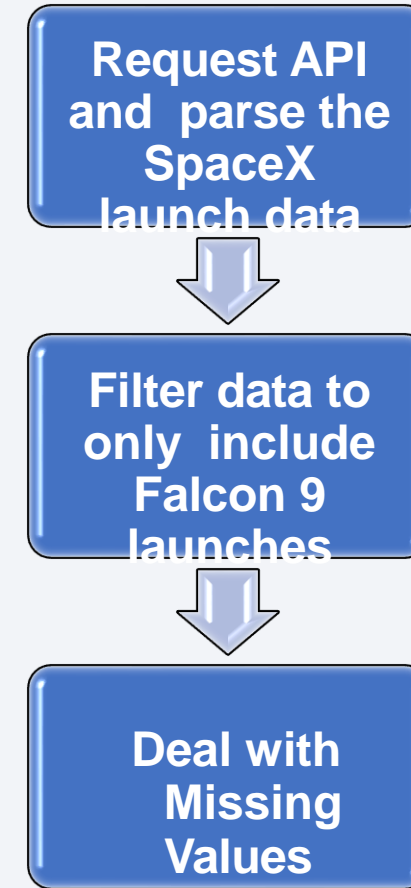 Request API
and parse the
SpaceX
launch data
Filter data to
only include
Falcon 9
launches
Deal with
Missing
Values